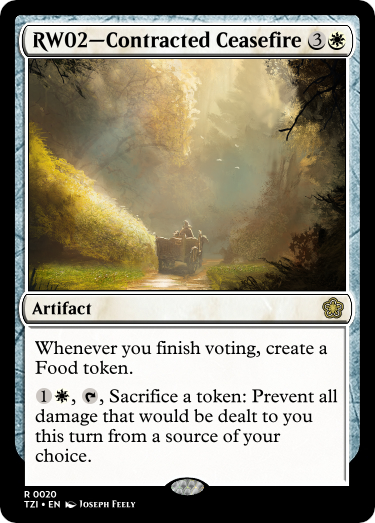 RW02—Contracted Ceasefire 3
Artifact
Whenever you finish voting, create a
Food token.
1, , Sacrifice a token: Prevent all
damage that would be dealt to you
this turn from a source of your
choice.
R 0020
TZI • EN Joseph Feely